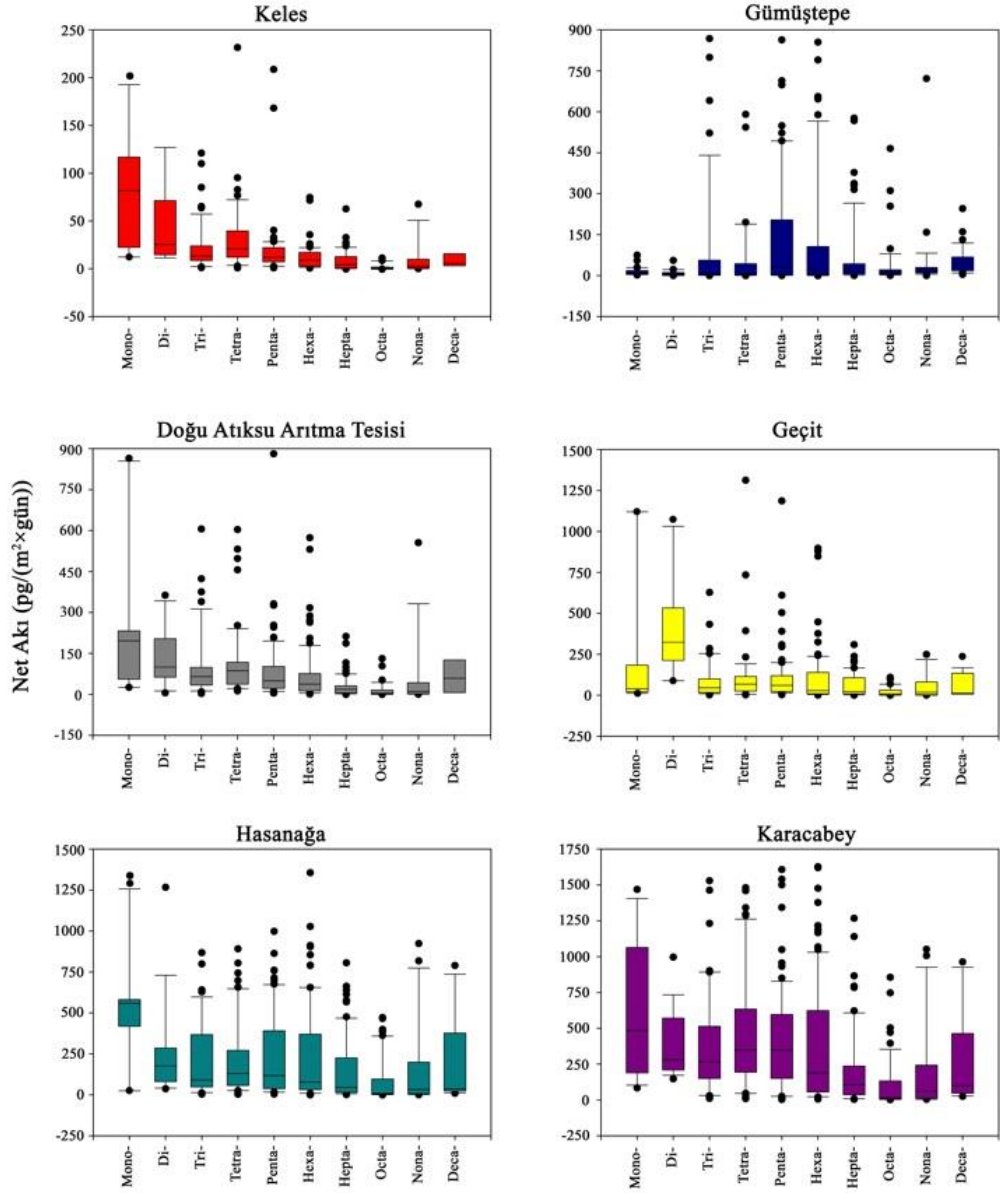 Keles
250
200
150
100
50
0
-50
Mono-
Di-
Tri-
Tetra-
Penta-
Hexa-
Hepta-
Octa-
Nona-
Deca-
Gümüştepe
900
750
600
450
300
150
0
-150
Mono-
Di-
Tri-
Tetra-
Penta-
Hexa-
Hepta-
Octa-
Nona-
Deca-
Net Akı (pg/(m²×gün))
Doğu Atıksu Arıtma Tesisi
900
750
600
450
300
150
0
-150
Mono-
Di-
Tri-
Tetra-
Penta-
Hexa-
Hepta-
Octa-
Nona-
Deca-
Geçit
1500
1250
1000
750
500
250
0
-250
Mono-
Di-
Tri-
Tetra-
Penta-
Hexa-
Hepta-
Octa-
Nona-
Deca-
Hasanağa
1500
1250
1000
750
500
250
0
-250
Mono-
Di-
Tri-
Tetra-
Penta-
Hexa-
Hepta-
Octa-
Nona-
Deca-
Karacabey
1750
1500
1250
1000
750
500
250
0
-250
Mono-
Di-
Tri-
Tetra-
Penta-
Hexa-
Hepta-
Octa-
Nona-
Deca-